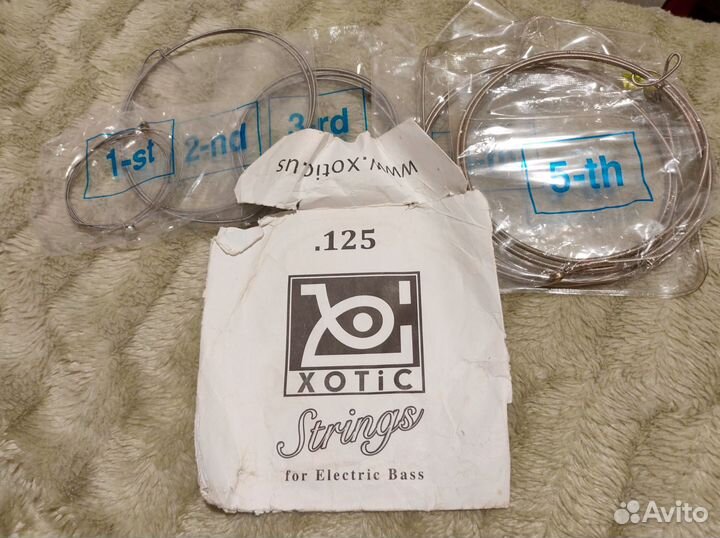 1-st
2-nd
3-rd
5-th
www.xotic.us
.125
XOTiC
Strings
for Electric Bass
Avito